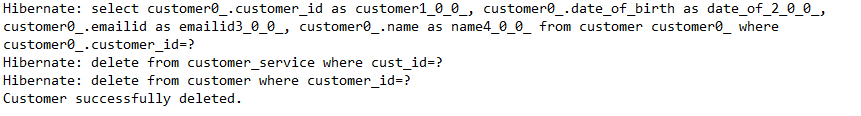 Hibernate: select customer0_.customer_id as customer1_0_0_, customer0_.date_of_birth as date_of_2_0_0_,
customer0_.emailid as emailid3_0_0_, customer0_.name as name4_0_0_ from customer customer0_ where
customer0_.customer_id=?
Hibernate: delete from customer_service where cust_id=?
Hibernate: delete from customer where customer_id=?
Customer successfully deleted.